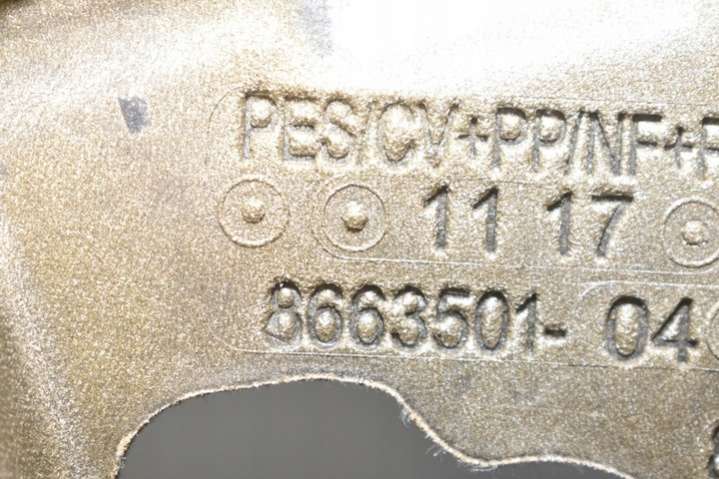 PES/CV+PP/NF+P
11 17
8663501- 04